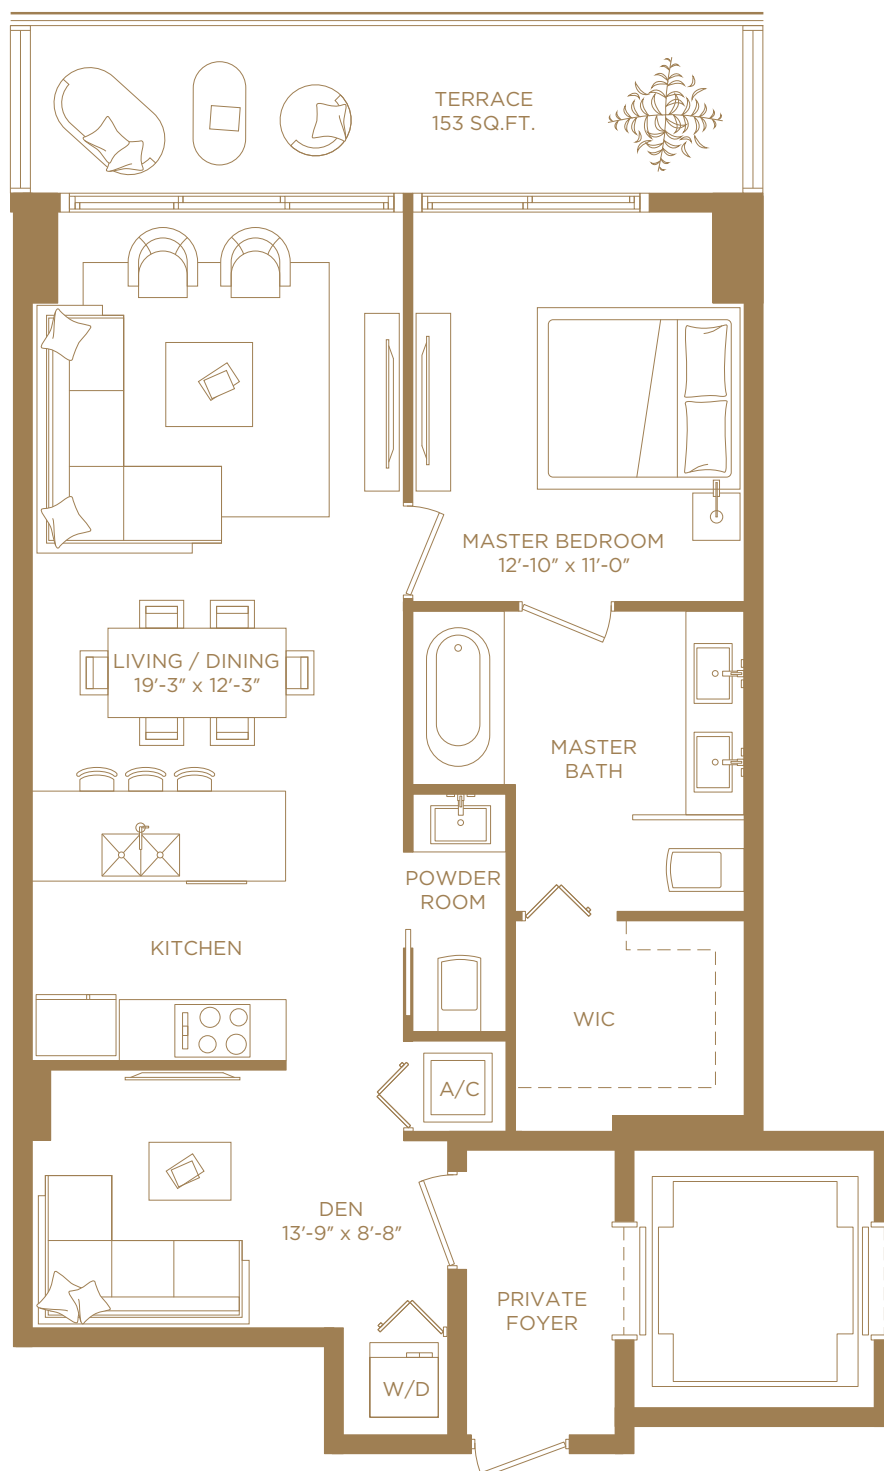 TERRACE
153 SQ.FT.
MASTER BEDROOM
12'-10" x 11'-0"
LIVING / DINING
19'-3" x 12'-3"
MASTER
BATH
POWDER
ROOM
KITCHEN
WIC
A/C
DEN
13'-9" x 8'-8"
PRIVATE
FOYER
W/D